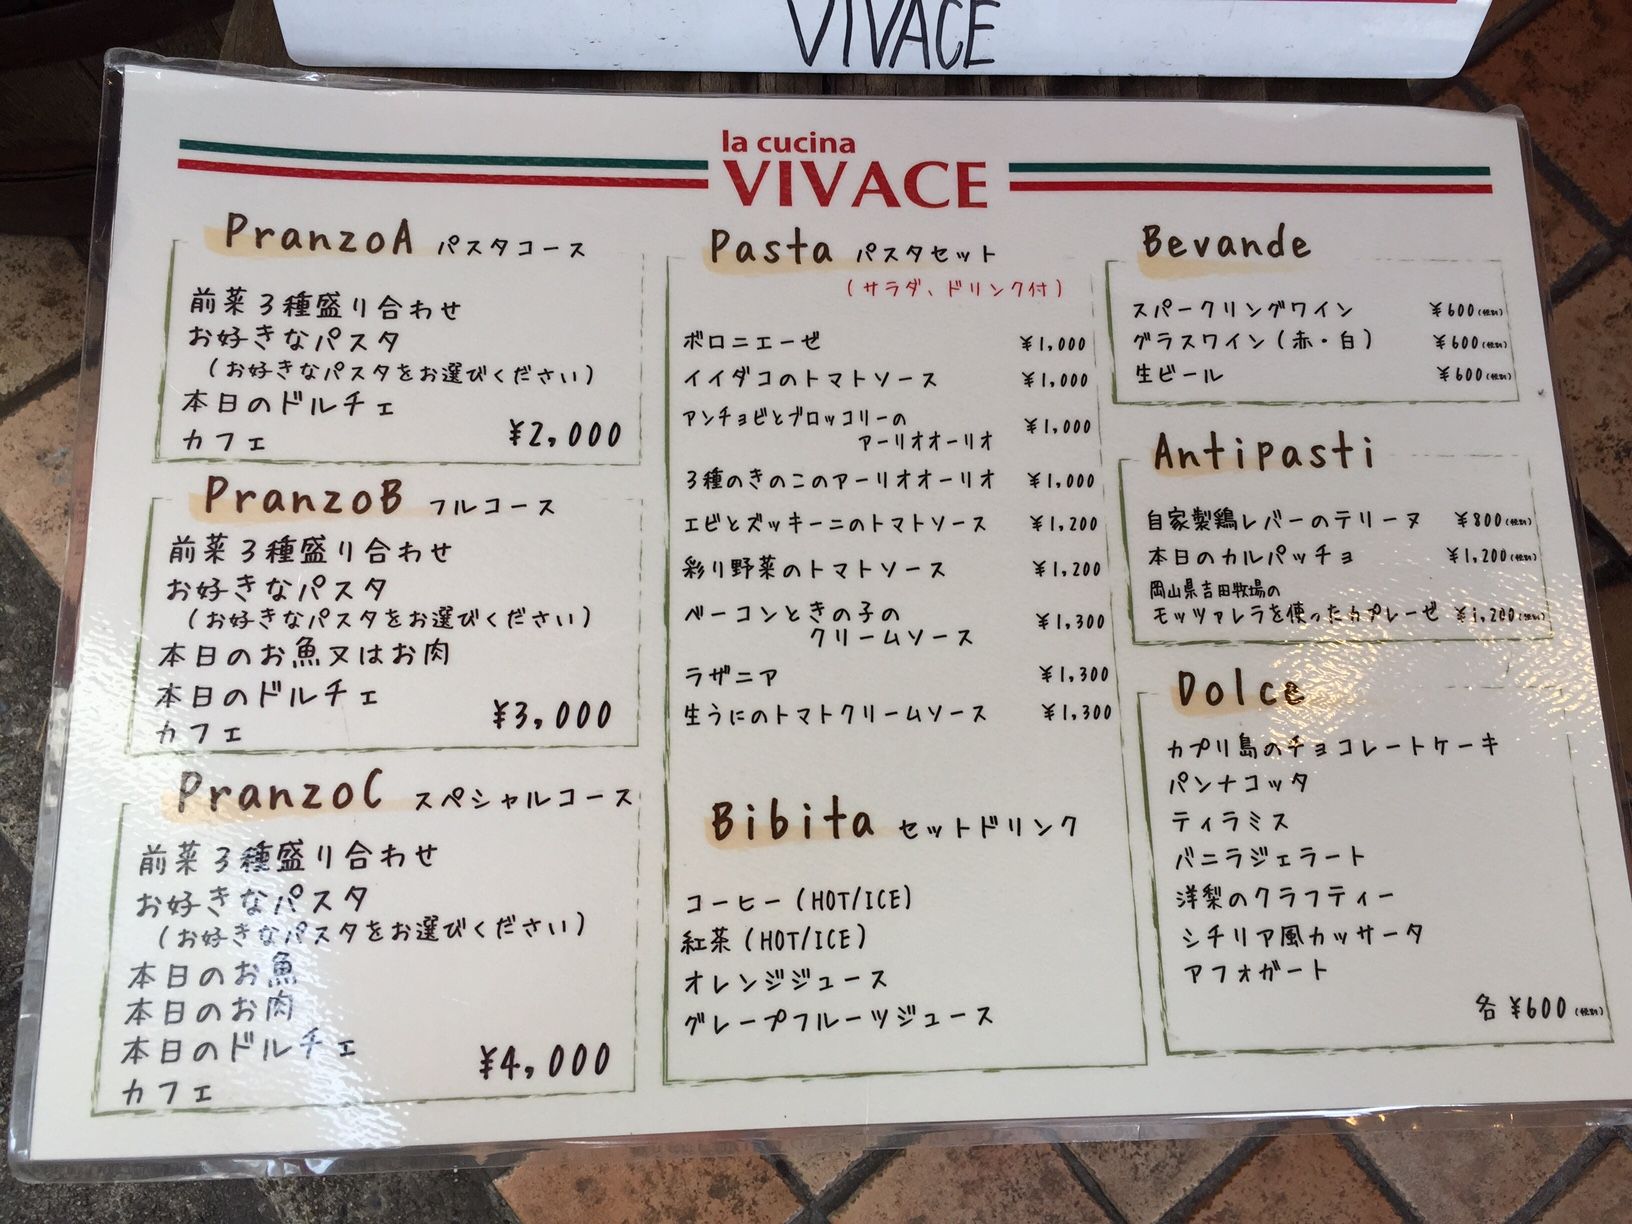 VIVACE
la cucina
VIVACE
PranzoA パスタコース
前菜3種盛り合わせ
お好きなパスタ
(お好きなパスタをお選びください)
本日のドルチェ
カフェ ¥2,000
PranzoB フルコース
前菜3種盛り合わせ
お好きなパスタ
(お好きなパスタをお選びください)
本日のお魚又はお肉
本日のドルチェ
カフェ ¥3,000
PranzoC スペシャルコース
前菜3種盛り合わせ
お好きなパスタ
(お好きなパスタをお選びください)
本日のお魚
本日のお肉
本日のドルチェ
カフェ ¥4,000
Pasta パスタセット
(サラダ、ドリンク付)
ボロニエーゼ ¥1,000
イイダコのトマトソース ¥1,000
アンチョビとブロッコリーの
アーリオオーリオ ¥1,000
3種のきのこのアーリオオーリオ ¥1,000
エビとズッキーニのトマトソース ¥1,200
彩り野菜のトマトソース ¥1,200
ベーコンときの子の
クリームソース ¥1,300
ラザニア ¥1,300
生うにのトマトクリームソース ¥1,300
Bibita セットドリンク
コーヒー(HOT/ICE)
紅茶(HOT/ICE)
オレンジジュース
グレープフルーツジュース
Bevande
スパークリングワイン ¥600(税別)
グラスワイン(赤・白) ¥600(税別)
生ビール ¥600(税別)
Antipasti
自家製鶏レバーのテリーヌ ¥800(税別)
本日のカルパッチョ ¥1,200(税別)
岡山県吉田牧場の
モッツァレラを使ったカプレーゼ ¥1,200(税別)
Dolce
カプリ島のチョコレートケーキ
パンナコッタ
ティラミス
バニラジェラート
洋梨のクラフティー
シチリア風カッサータ
アフォガート
各 ¥600(税別)